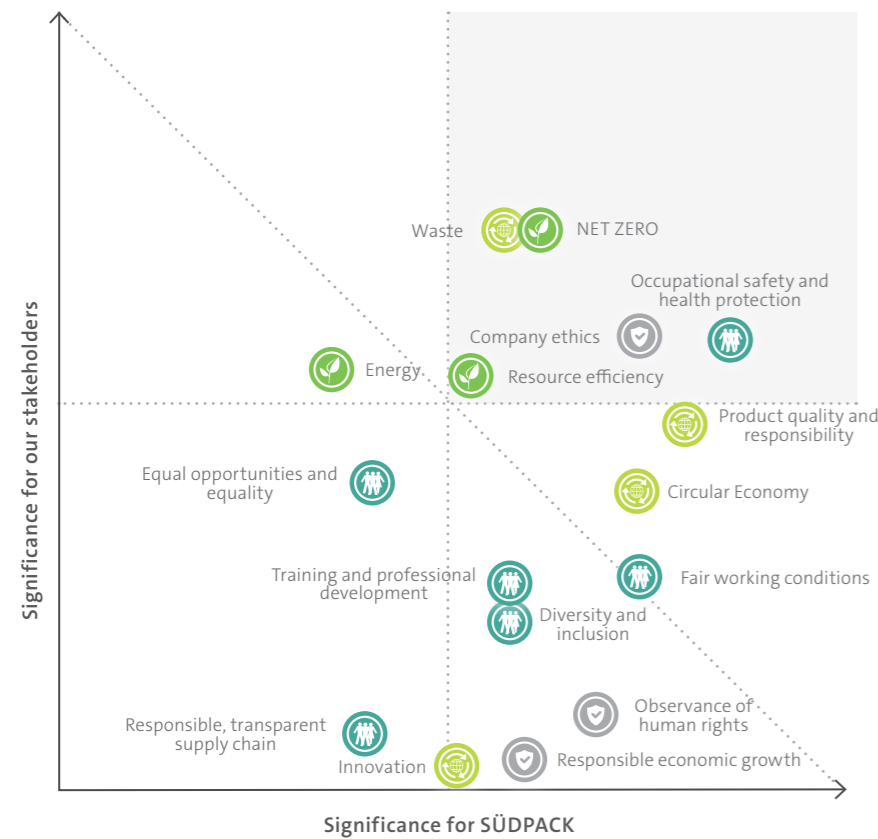 Significance for our stakeholders
Waste
NET ZERO
Occupational safety and
health protection
Company ethics
Energy
Resource efficiency
Product quality and
responsibility
Equal opportunities and
equality
Circular Economy
Training and professional
development
Fair working conditions
Diversity and
inclusion
Observance of
human rights
Responsible, transparent
supply chain
Innovation
Responsible economic growth
Significance for SÜDPACK